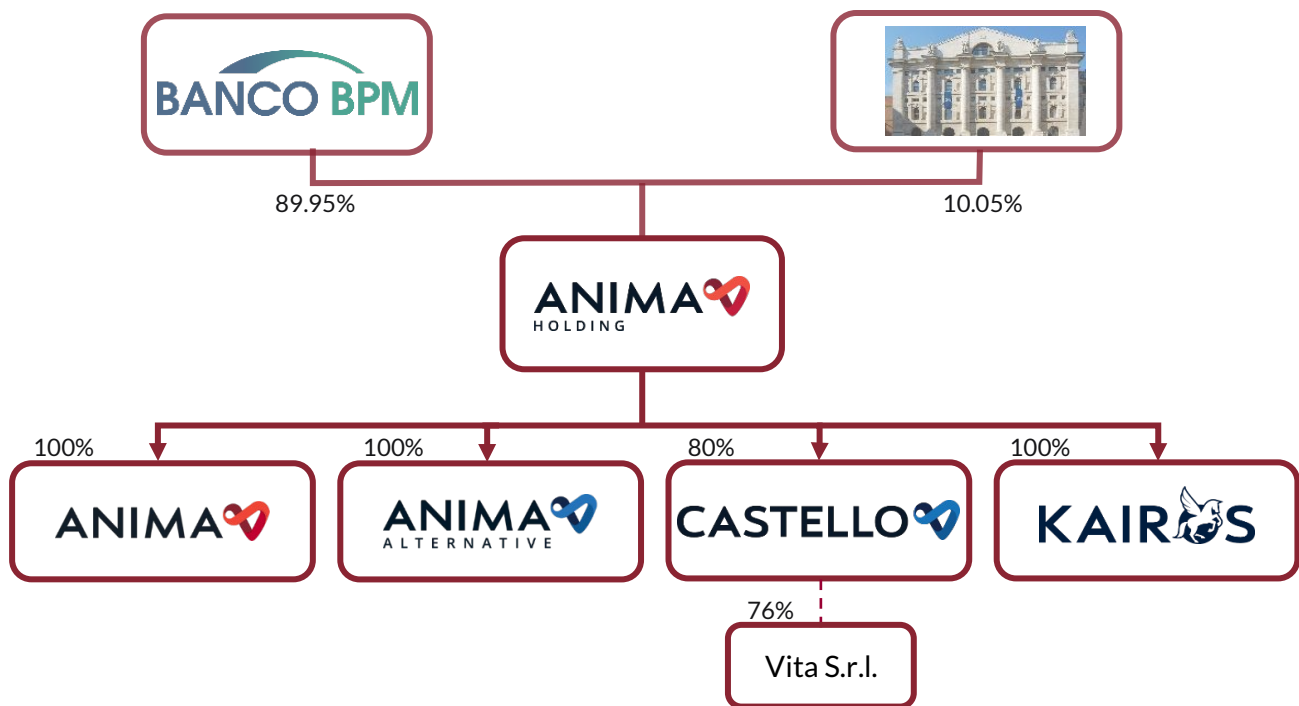 BANCO BPM
89.95%
10.05%
ANIMA
HOLDING
100%
100%
80%
100%
ANIMA
ANIMA
ALTERNATIVE
CASTELLO
KAIROS
76%
Vita S.r.l.